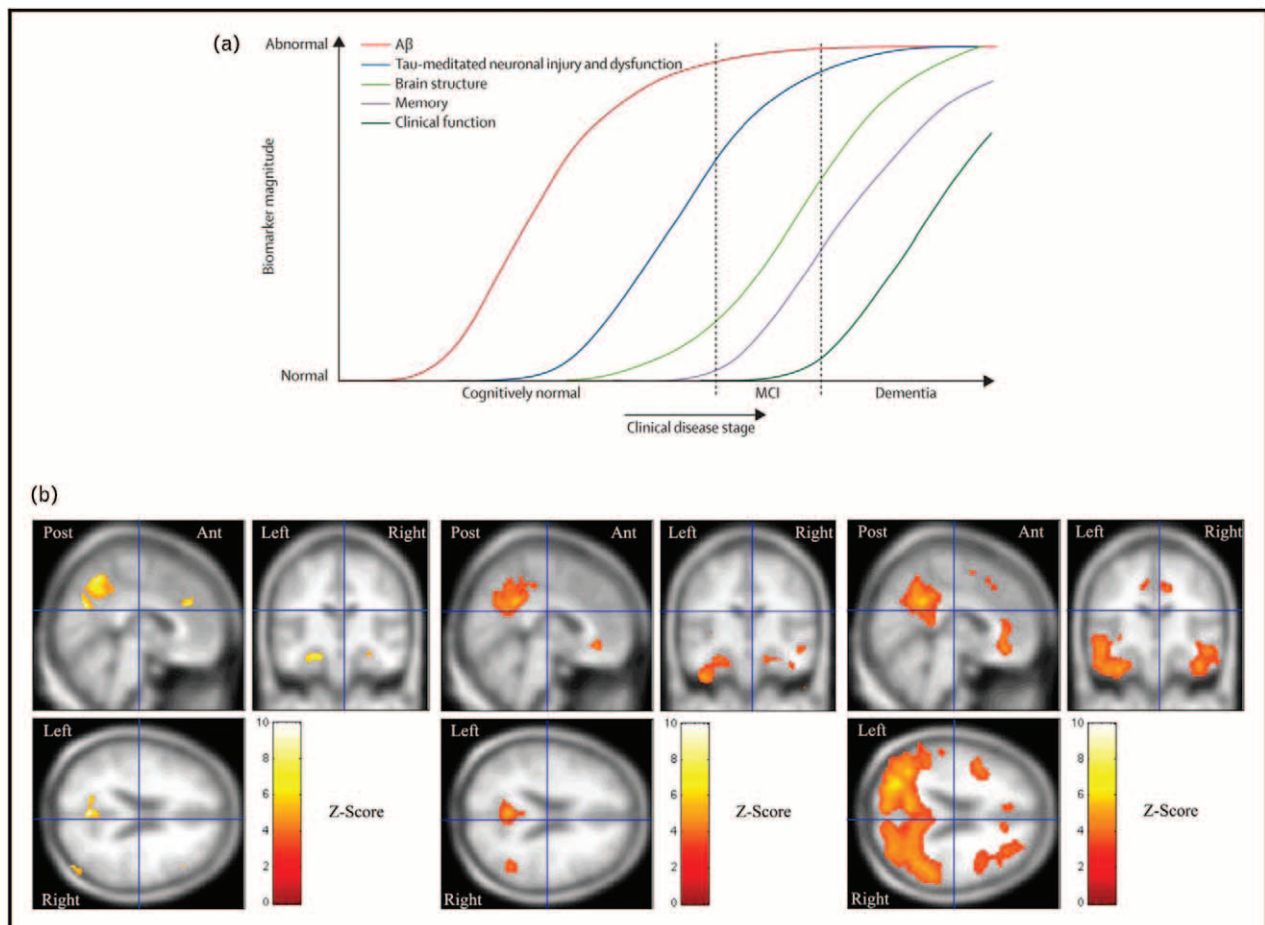 (a)
Abnormal
Aβ
Tau-meditated neuronal injury and dysfunction
Brain structure
Memory
Clinical function
Biomarker magnitude
Normal
Cognitively normal
MCI
Dementia
Clinical disease stage
(b)
Post Ant Left Right Post Ant Left Right Post Ant Left Right
Left 10 Left 10 Left 10
8 8 8
6 6 6
Z-Score Z-Score Z-Score
4 4 4
2 2 2
Right 0 Right 0 Right 0